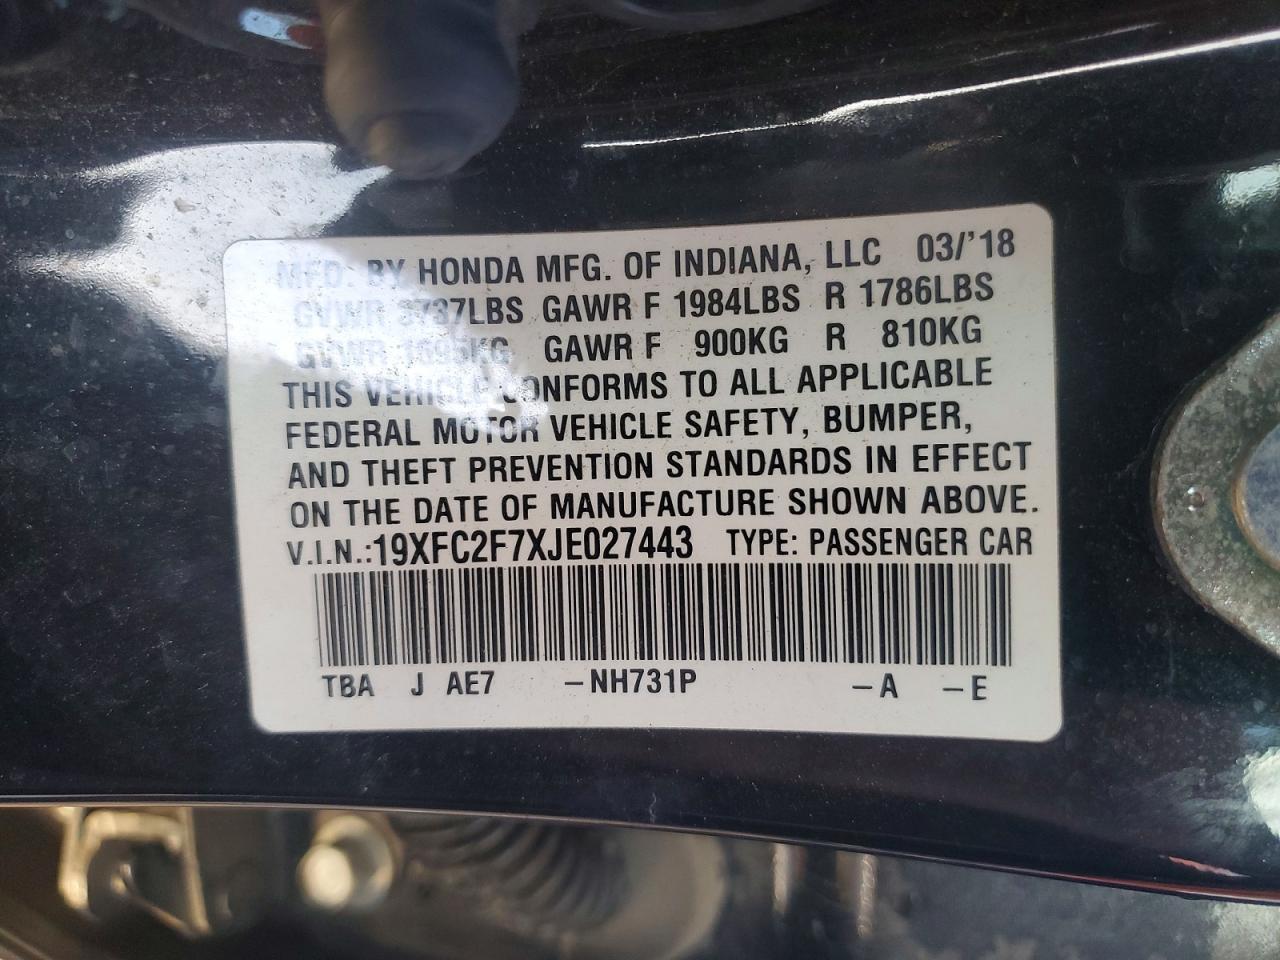 MFD. BY HONDA MFG. OF INDIANA, LLC 03/'18
GVWR 3737LBS GAWR F 1984LBS R 1786LBS
GVWR 1695KG GAWR F 900KG R 810KG
THIS VEHICLE CONFORMS TO ALL APPLICABLE
FEDERAL MOTOR VEHICLE SAFETY, BUMPER,
AND THEFT PREVENTION STANDARDS IN EFFECT
ON THE DATE OF MANUFACTURE SHOWN ABOVE.
V.I.N.:19XFC2F7XJE027443 TYPE: PASSENGER CAR
TBA J AE7 –NH731P –A –E